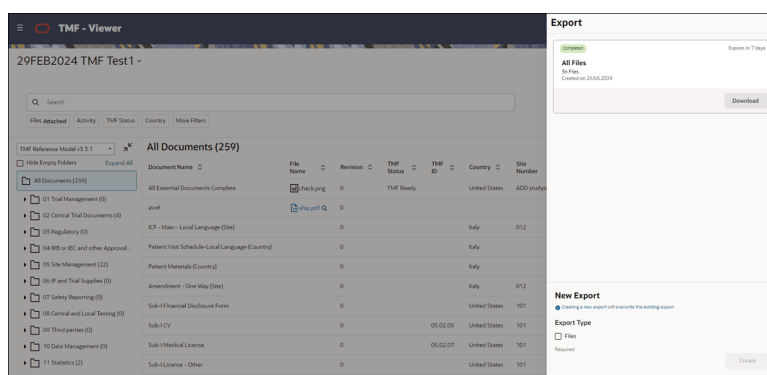 TMF - Viewer
29FEB2024 TMF Test1
Search
Files Attached Activity TMF Status Country More Filters
TMF Reference Model v3.3.1
Hide Empty Folders Expand All
All Documents (259)
01 Trial Management (0)
02 Central Trial Documents (4)
03 Regulatory (0)
04 IRB or IEC and other Approval...
05 Site Management (22)
06 IP and Trial Supplies (0)
07 Safety Reporting (0)
08 Central and Local Testing (0)
09 Third parties (0)
10 Data Management (0)
11 Statistics (2)
All Documents (259)
Document Name File Name Revision TMF Status TMF ID Country Site Number
All Essential Documents Complete check.png 0 TMF Ready United States ADD studyo
ship.pdf 0
ICF - Main - Local Language (Site) 0 Italy 012
Patient Visit Schedule-Local Language (Country) 0 Italy
Patient Materials (Country) 0 Italy
Amendment - One Way (Site) 0 Italy 012
Sub-I Financial Disclosure Form 0 United States 101
Sub-I CV 0 05.02.05 United States 101
Sub-I Medical License 0 05.02.07 United States 101
Sub-I License - Other 0 United States 101
Export
Completed Expires in 7 days
All Files
36 Files
Created on 26JUL2024
Download
New Export
Creating a new export will overwrite the existing export
Export Type
Files
Required
Create